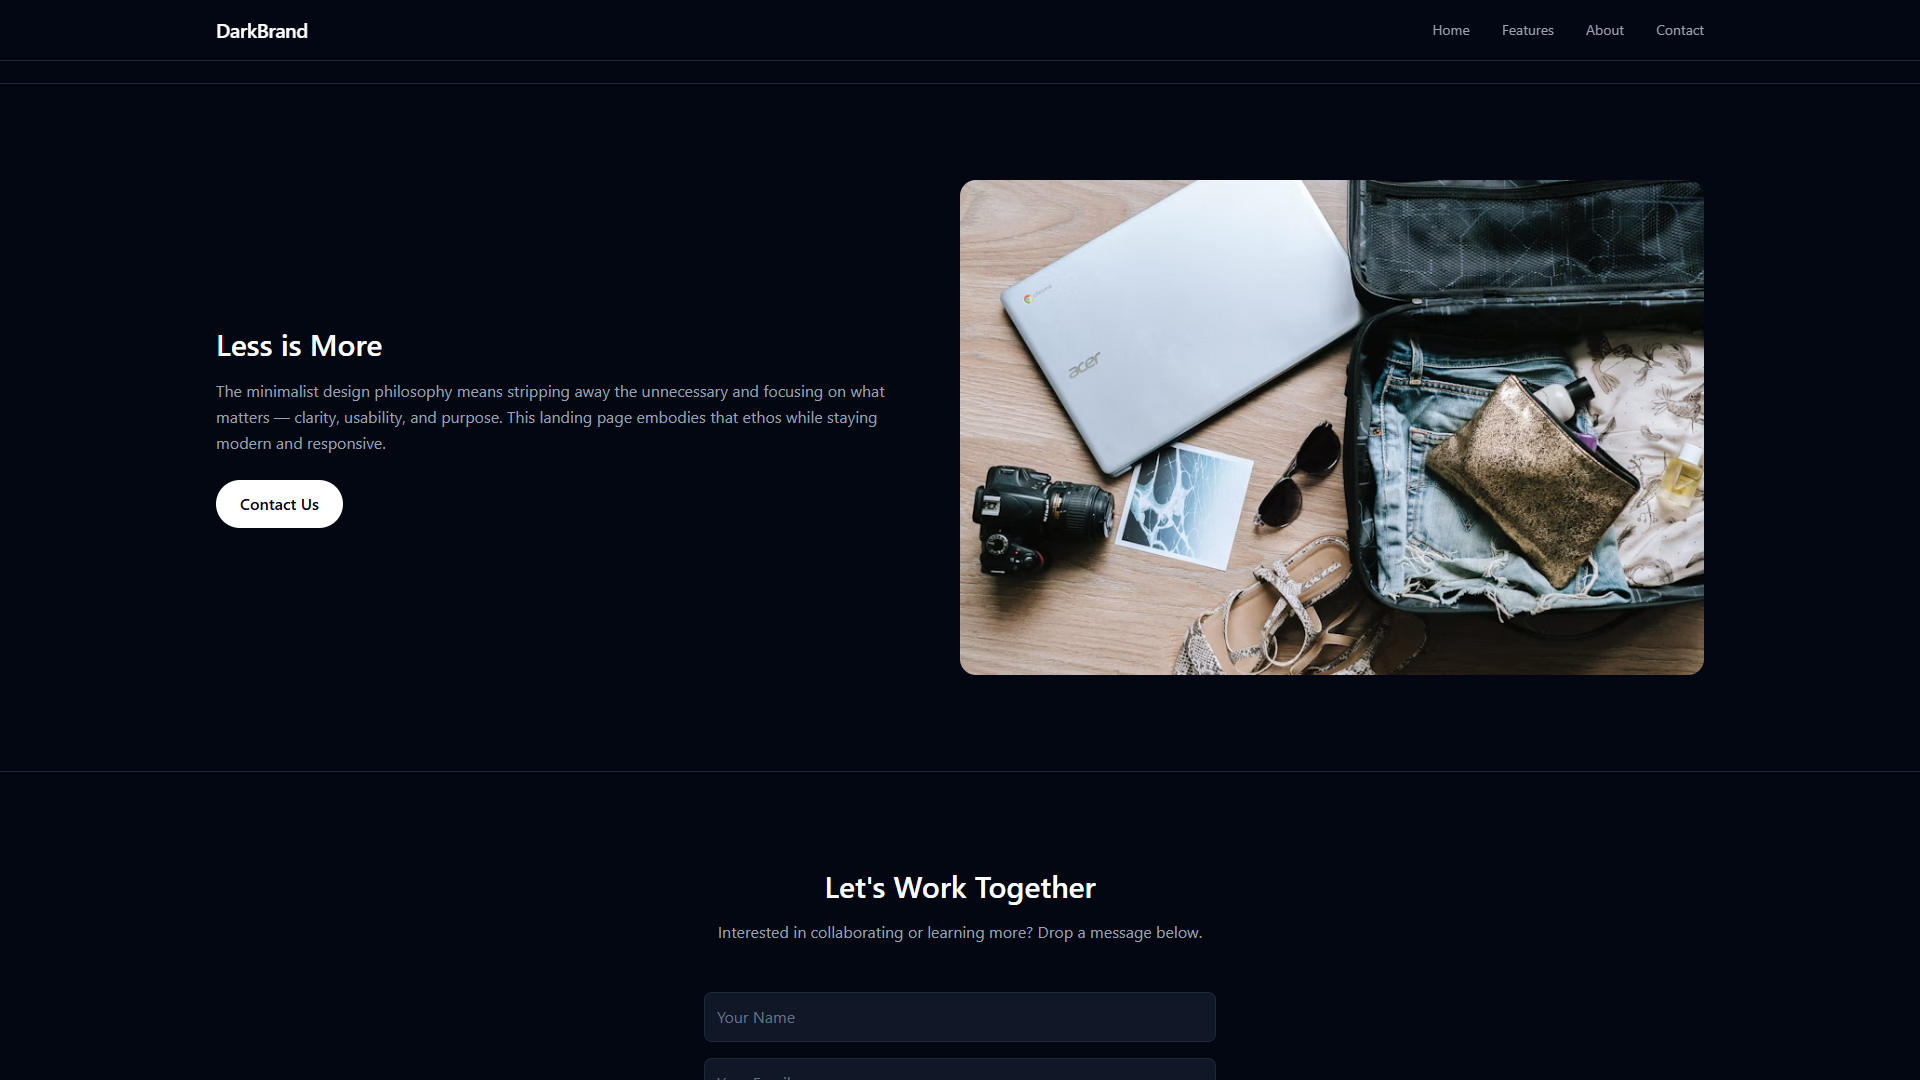 DarkBrand
Home
Features
About
Contact
Less is More
The minimalist design philosophy means stripping away the unnecessary and focusing on what
matters — clarity, usability, and purpose. This landing page embodies that ethos while staying
modern and responsive.
Contact Us
chrome
acer
Let's Work Together
Interested in collaborating or learning more? Drop a message below.
Your Name